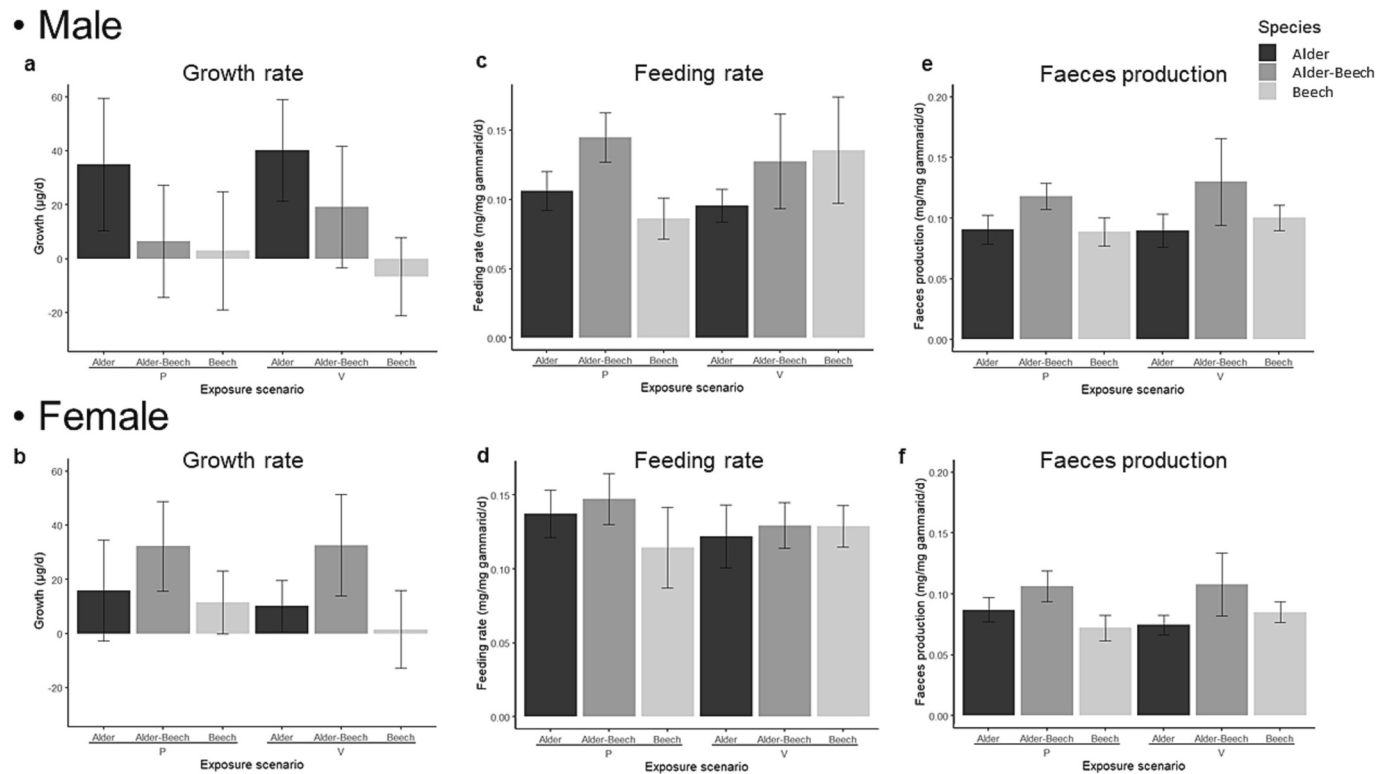 • Male
Species
Alder
Alder-Beech
Beech
a
Growth rate
60
40
20
0
-20
Growth (µg/d)
Alder Alder-Beech Beech Alder Alder-Beech Beech
P V
Exposure scenario
c
Feeding rate
0.15
0.10
0.05
0.00
Feeding rate (mg/mg gammarid/d)
Alder Alder-Beech Beech Alder Alder-Beech Beech
P V
Exposure scenario
e
Faeces production
0.20
0.15
0.10
0.05
0.00
Faeces production (mg/mg gammarid/d)
Alder Alder-Beech Beech Alder Alder-Beech Beech
P V
Exposure scenario
• Female
b
Growth rate
60
40
20
0
-20
Growth (µg/d)
Alder Alder-Beech Beech Alder Alder-Beech Beech
P V
Exposure scenario
d
Feeding rate
0.15
0.10
0.05
0.00
Feeding rate (mg/mg gammarid/d)
Alder Alder-Beech Beech Alder Alder-Beech Beech
P V
Exposure scenario
f
Faeces production
0.20
0.15
0.10
0.05
0.00
Faeces production (mg/mg gammarid/d)
Alder Alder-Beech Beech Alder Alder-Beech Beech
P V
Exposure scenario